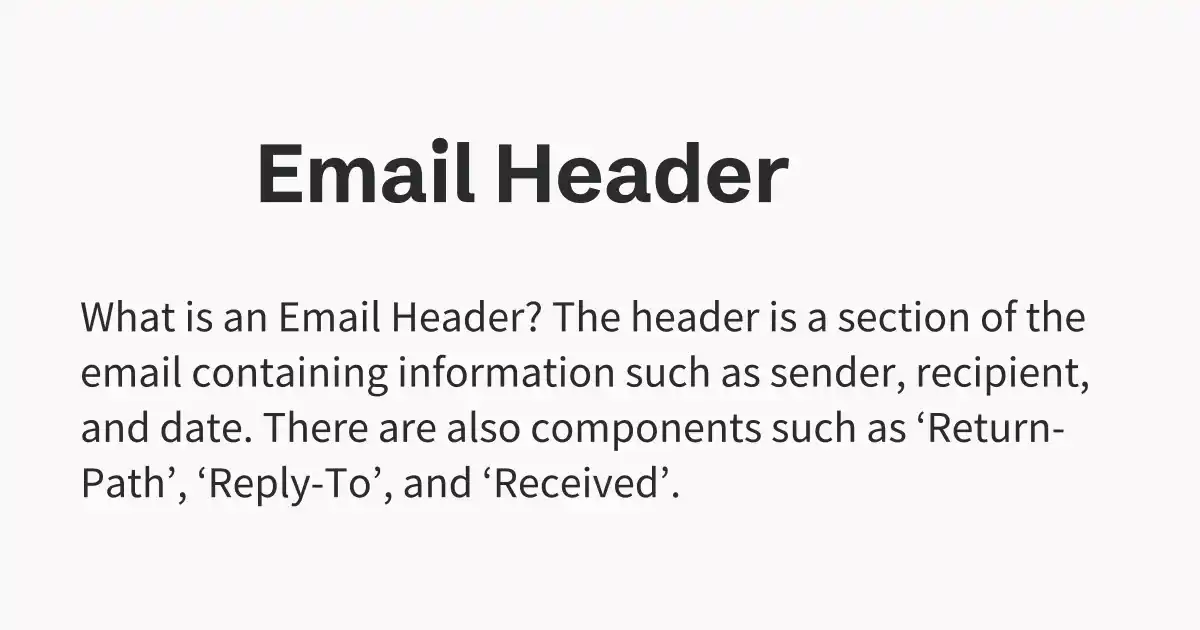 Email Header
What is an Email Header? The header is a section of the
email containing information such as sender, recipient,
and date. There are also components such as ‘Return-
Path’, ‘Reply-To’, and ‘Received’.